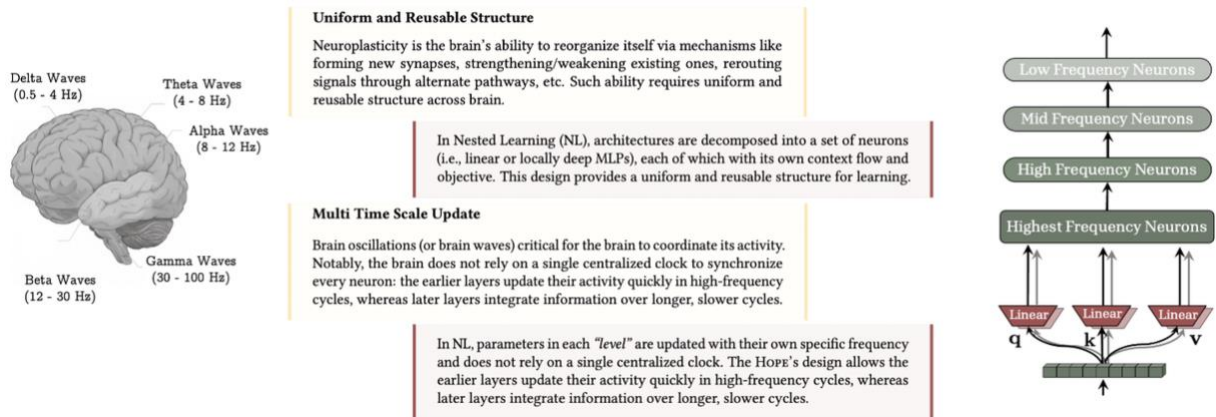 Delta Waves
(0.5 - 4 Hz)
Theta Waves
(4 - 8 Hz)
Alpha Waves
(8 - 12 Hz)
Gamma Waves
(30 - 100 Hz)
Beta Waves
(12 - 30 Hz)
Uniform and Reusable Structure
Neuroplasticity is the brain's ability to reorganize itself via mechanisms like
forming new synapses, strengthening/weakening existing ones, rerouting
signals through alternate pathways, etc. Such ability requires uniform and
reusable structure across brain.
In Nested Learning (NL), architectures are decomposed into a set of neurons
(i.e., linear or locally deep MLPs), each of which with its own context flow and
objective. This design provides a uniform and reusable structure for learning.
Multi Time Scale Update
Brain oscillations (or brain waves) critical for the brain to coordinate its activity.
Notably, the brain does not rely on a single centralized clock to synchronize
every neuron: the earlier layers update their activity quickly in high-frequency
cycles, whereas later layers integrate information over longer, slower cycles.
In NL, parameters in each "level" are updated with their own specific frequency
and does not rely on a single centralized clock. The HOPE's design allows the
earlier layers update their activity quickly in high-frequency cycles, whereas
later layers integrate information over longer, slower cycles.
Low Frequency Neurons
Mid Frequency Neurons
High Frequency Neurons
Highest Frequency Neurons
Linear Linear Linear
q k v